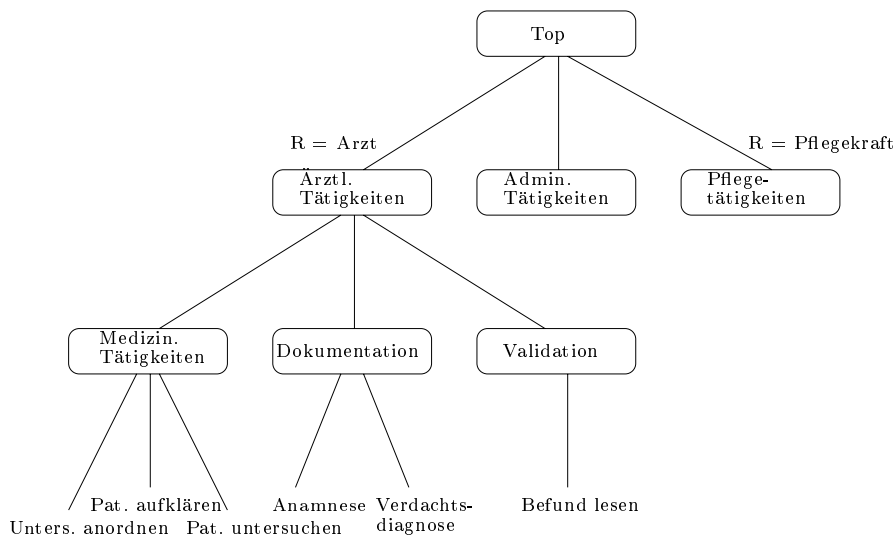 Top
R = Arzt
R = Pflegekraft
Ärztl.
Tätigkeiten
Admin.
Tätigkeiten
Pflege-
tätigkeiten
Medizin.
Tätigkeiten
Dokumentation
Validation
Pat. aufklären
Unters. anordnen
Pat. untersuchen
Anamnese
Verdachts-
diagnose
Befund lesen